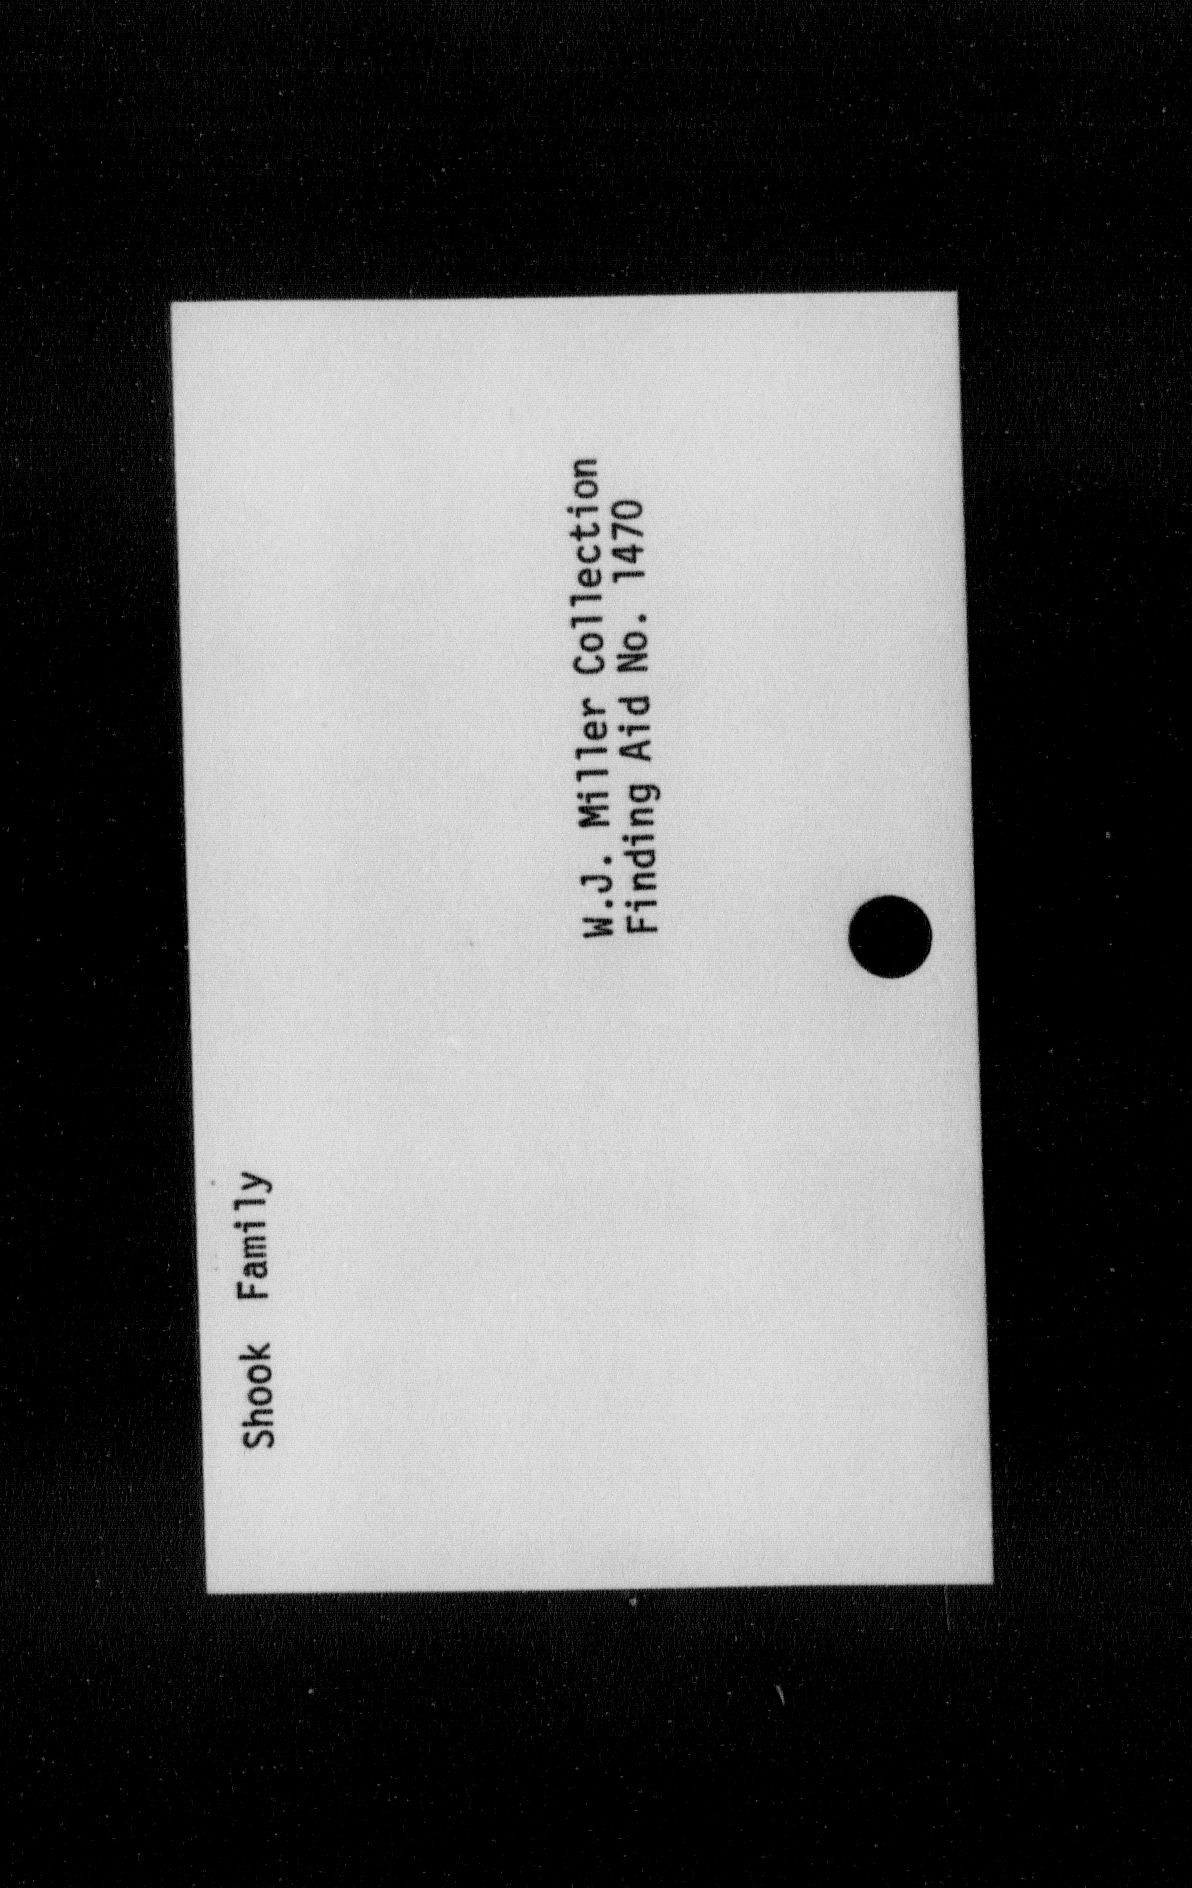 Shook Family
W.J. Miller Collection
Finding Aid No. 1470